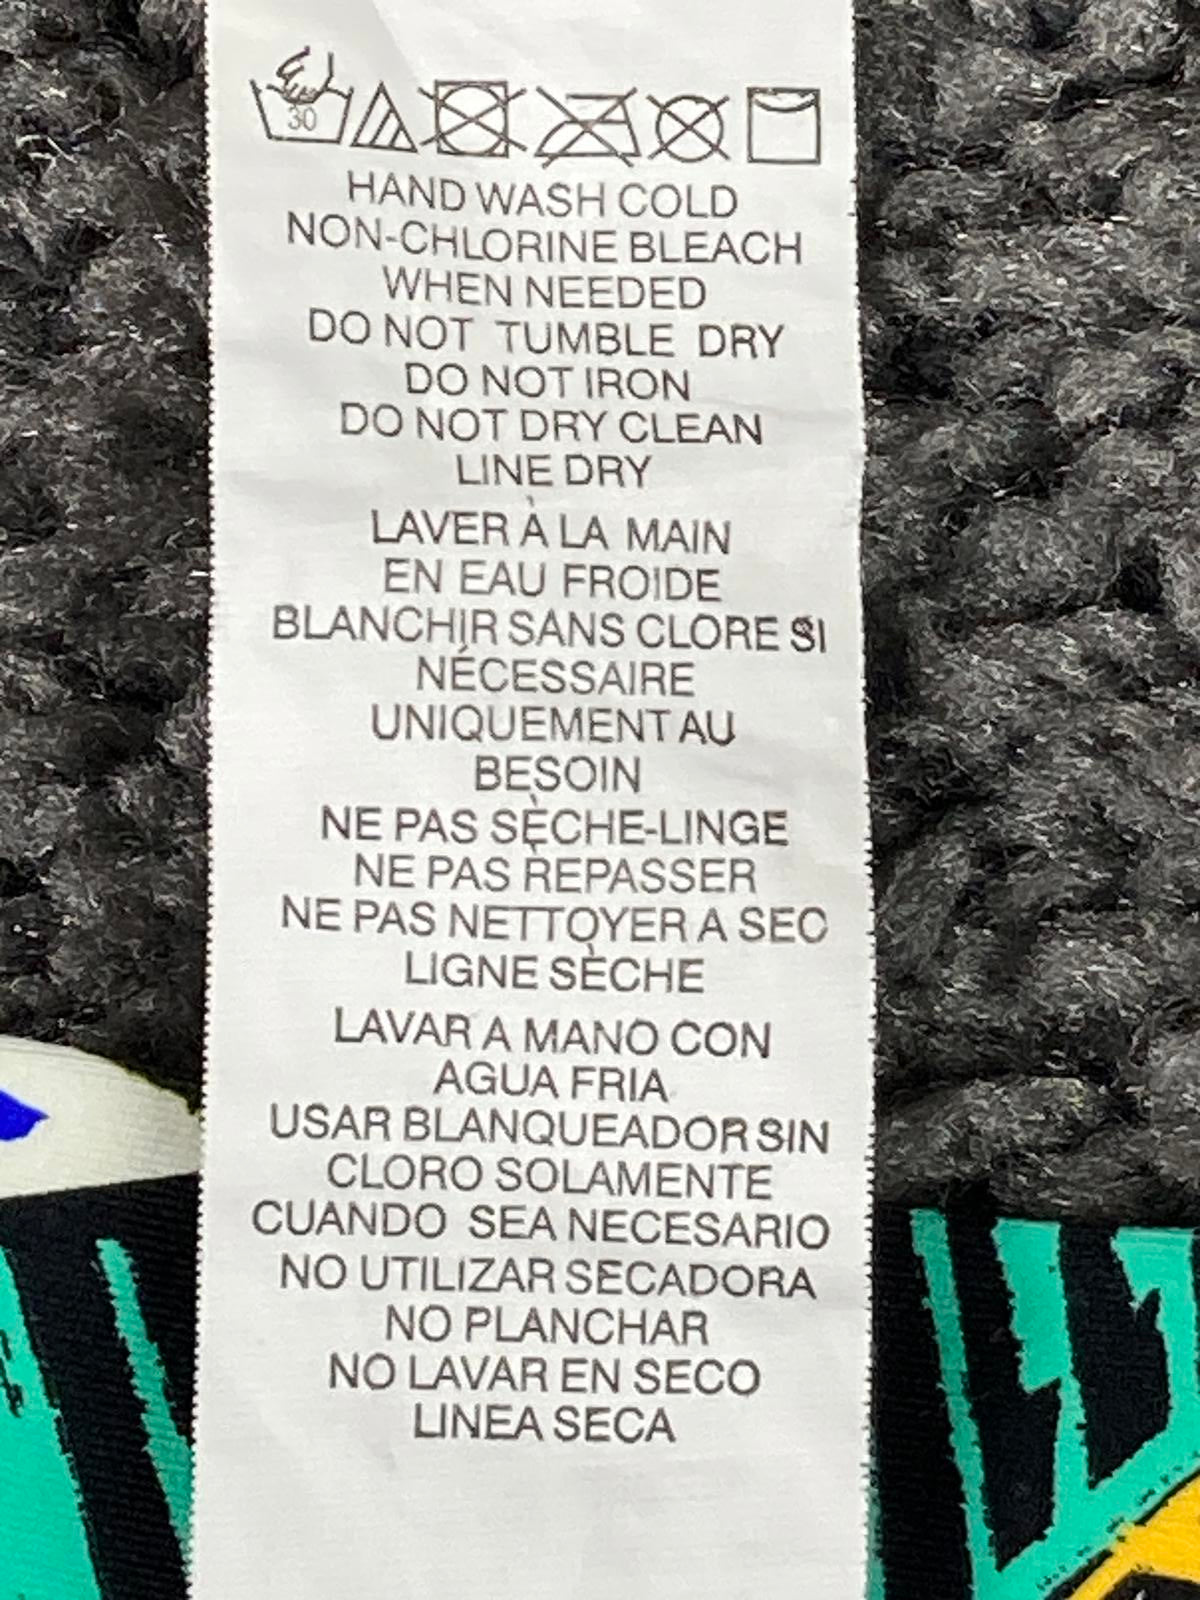 30
HAND WASH COLD
NON-CHLORINE BLEACH
WHEN NEEDED
DO NOT TUMBLE DRY
DO NOT IRON
DO NOT DRY CLEAN
LINE DRY
LAVER À LA MAIN
EN EAU FROIDE
BLANCHIR SANS CLORE SI
NÉCESSAIRE
UNIQUEMENT AU
BESOIN
NE PAS SÈCHE-LINGE
NE PAS REPASSER
NE PAS NETTOYER A SEC
LIGNE SÈCHE
LAVAR A MANO CON
AGUA FRIA
USAR BLANQUEADOR SIN
CLORO SOLAMENTE
CUANDO SEA NECESARIO
NO UTILIZAR SECADORA
NO PLANCHAR
NO LAVAR EN SECO
LINEA SECA